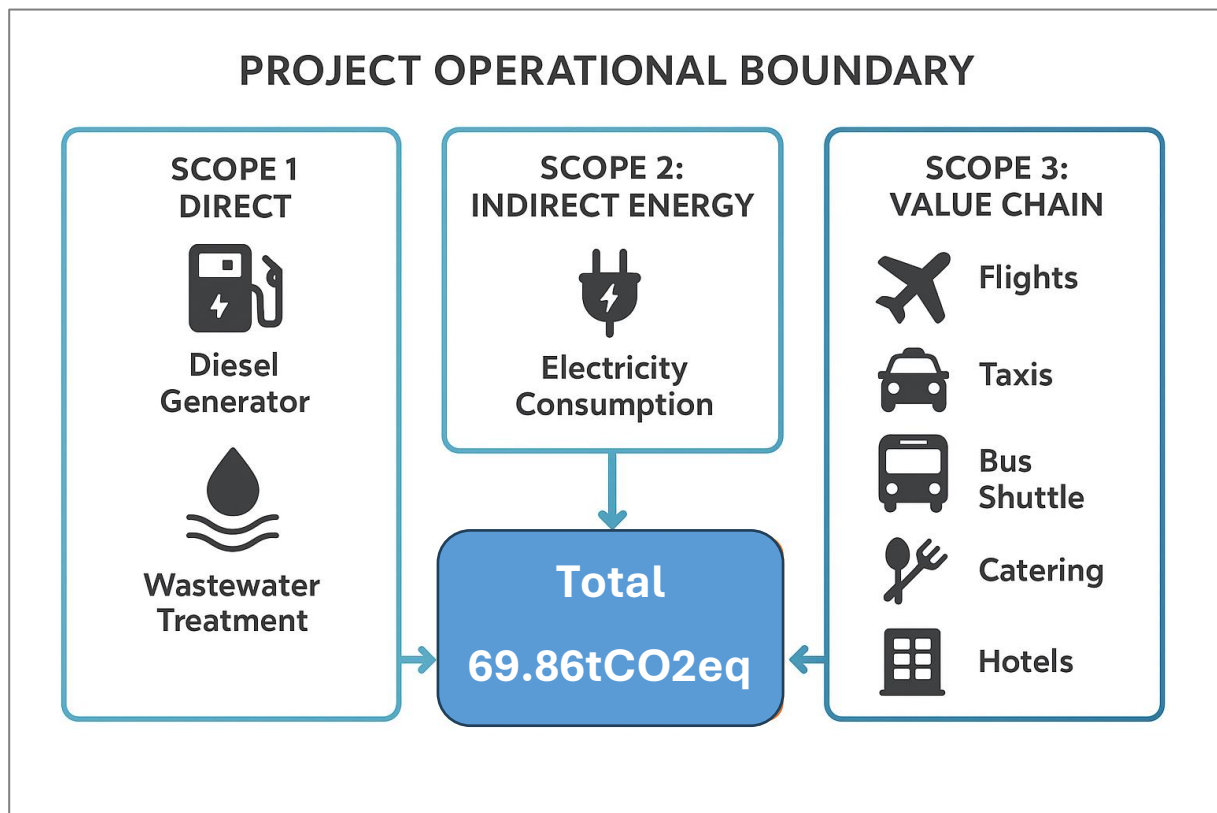 PROJECT OPERATIONAL BOUNDARY
SCOPE 1
DIRECT
Diesel
Generator
Wastewater
Treatment
SCOPE 2:
INDIRECT ENERGY
Electricity
Consumption
Total
69.86tCO2eq
SCOPE 3:
VALUE CHAIN
Flights
Taxis
Bus
Shuttle
Catering
Hotels